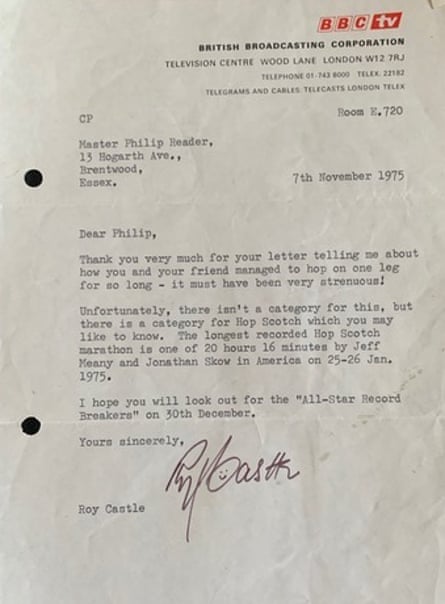 BBC tv
BRITISH BROADCASTING CORPORATION
TELEVISION CENTRE WOOD LANE LONDON W12 7RJ
TELEPHONE 01-743 8000 TELEX. 22182
TELEGRAMS AND CABLES. TELECASTS LONDON TELEX
CP
Room E.720
Master Philip Reader,
13 Hogarth Ave.,
Brentwood,
Essex.
7th November 1975
Dear Philip,
Thank you very much for your letter telling me about
how you and your friend managed to hop on one leg
for so long - it must have been very strenuous!
Unfortunately, there isn't a category for this, but
there is a category for Hop Scotch which you may
like to know. The longest recorded Hop Scotch
marathon is one of 20 hours 16 minutes by Jeff
Meany and Jonathan Skow in America on 25-26 Jan.
1975.
I hope you will look out for the "All-Star Record
Breakers" on 30th December.
Yours sincerely,
Roy Castle
Roy Castle